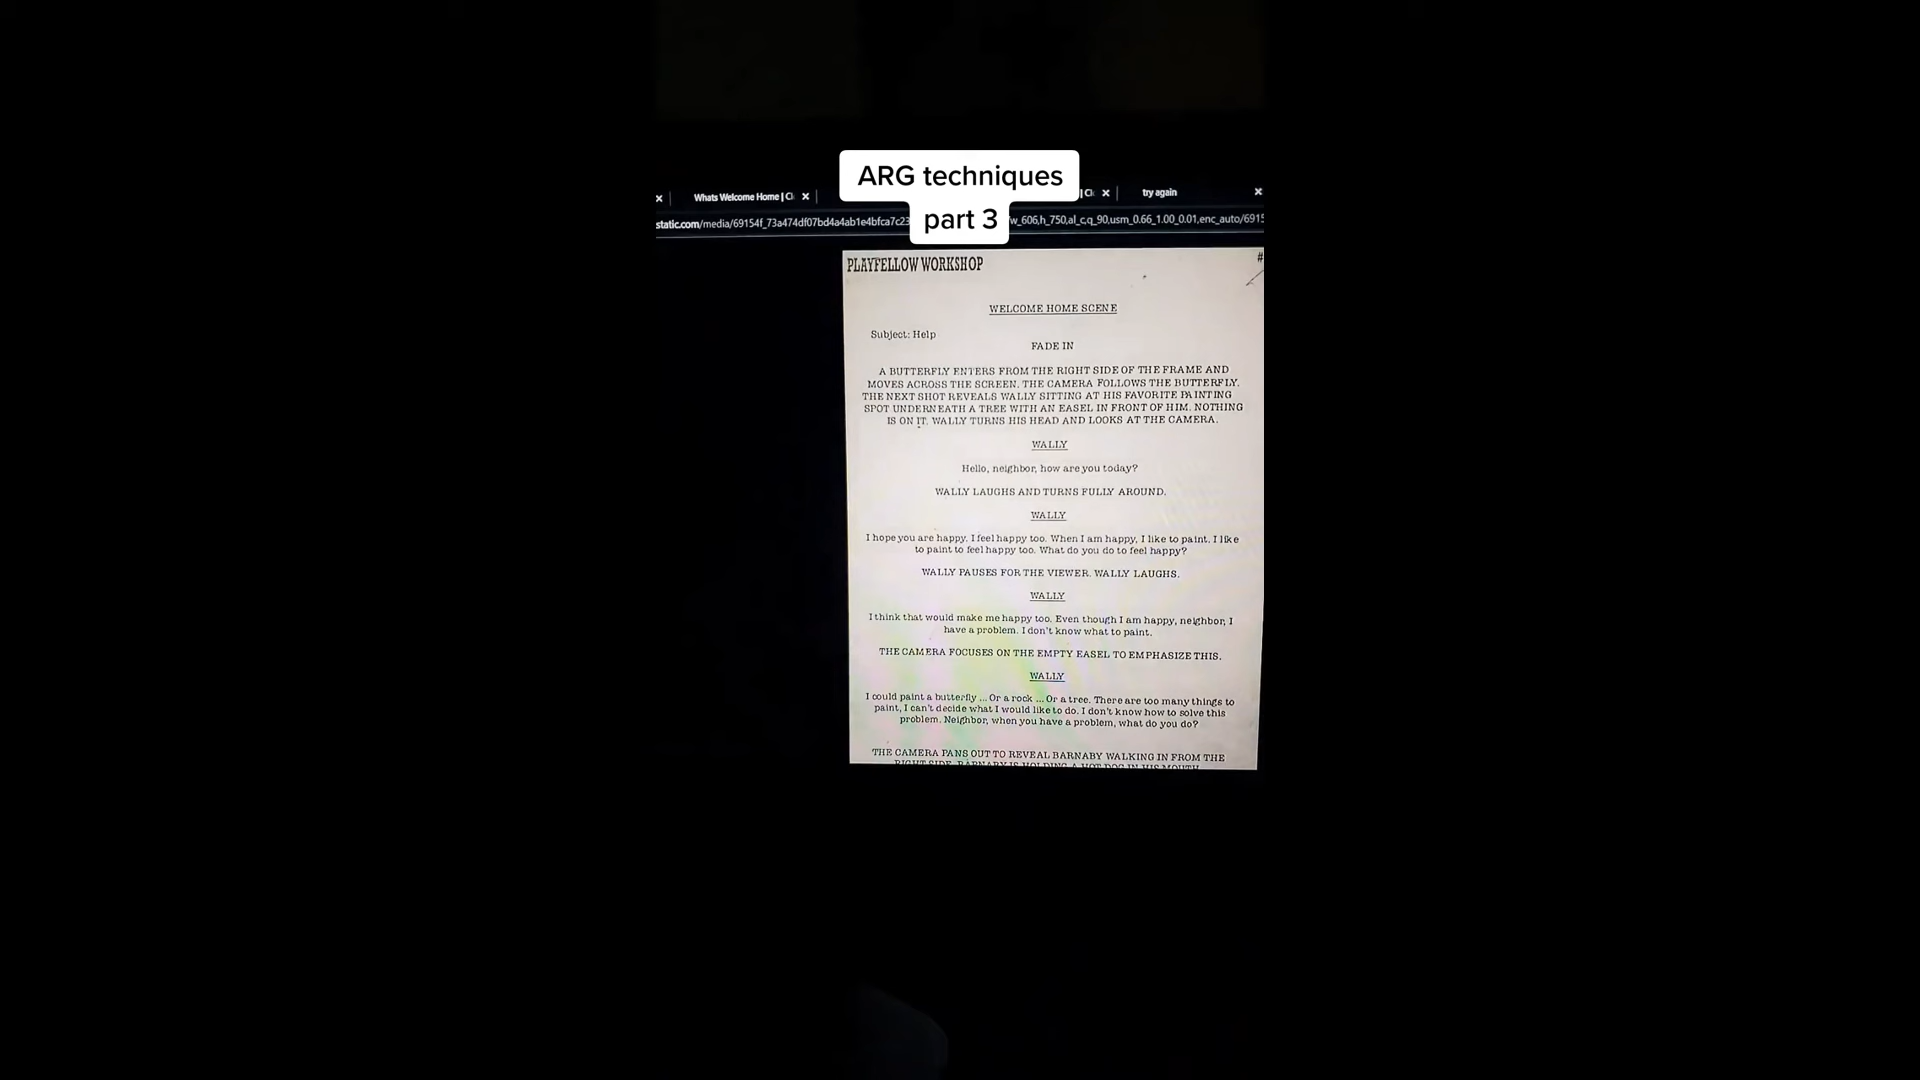 ARG techniques
part 3
Whats Welcome Home | Cl
try again
static.com/media/69154f_73a474df07bd4a4ab1e4bfca7c23
w_606,h_750,al_c,q_90,usm_0.66_1.00_0.01,enc_auto/6915
PLAYFELLOW WORKSHOP
#
WELCOME HOME SCENE
Subject: Help
FADE IN
A BUTTERFLY ENTERS FROM THE RIGHT SIDE OF THE FRAME AND
MOVES ACROSS THE SCREEN. THE CAMERA FOLLOWS THE BUTTERFLY.
THE NEXT SHOT REVEALS WALLY SITTING AT HIS FAVORITE PAINTING
SPOT UNDERNEATH A TREE WITH AN EASEL IN FRONT OF HIM. NOTHING
IS ON IT. WALLY TURNS HIS HEAD AND LOOKS AT THE CAMERA.
WALLY
Hello, neighbor, how are you today?
WALLY LAUGHS AND TURNS FULLY AROUND.
WALLY
I hope you are happy. I feel happy too. When I am happy, I like to paint. I like
to paint to feel happy too. What do you do to feel happy?
WALLY PAUSES FOR THE VIEWER. WALLY LAUGHS.
WALLY
I think that would make me happy too. Even though I am happy, neighbor, I
have a problem. I don't know what to paint.
THE CAMERA FOCUSES ON THE EMPTY EASEL TO EMPHASIZE THIS.
WALLY
I could paint a butterfly ... Or a rock ... Or a tree. There are too many things to
paint, I can't decide what I would like to do. I don't know how to solve this
problem. Neighbor, when you have a problem, what do you do?
THE CAMERA PANS OUT TO REVEAL BARNABY WALKING IN FROM THE
RIGHT SIDE. BARNABY IS HOLDING A HOT DOG IN HIS MOUTH